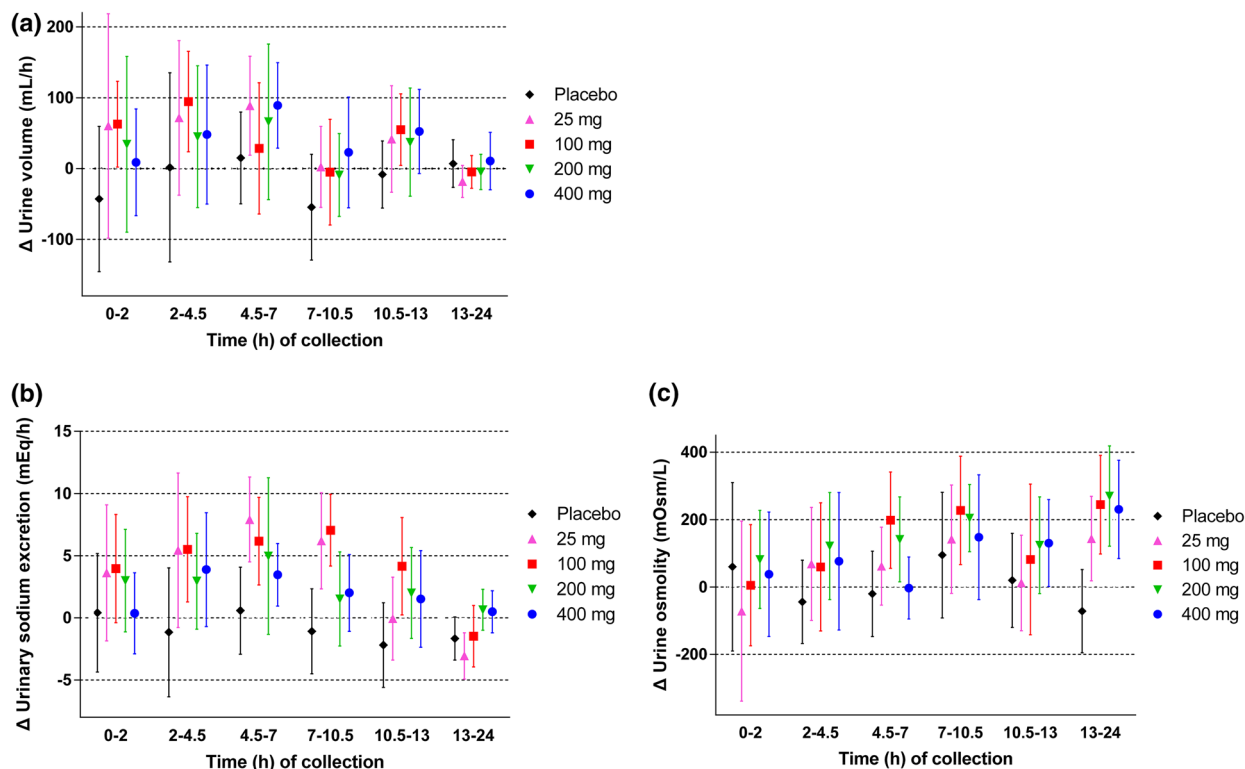 (a)
Δ Urine volume (mL/h)
200
100
0
-100
0-2 2-4.5 4.5-7 7-10.5 10.5-13 13-24
Time (h) of collection
Placebo
25 mg
100 mg
200 mg
400 mg
(b)
Δ Urinary sodium excretion (mEq/h)
15
10
5
0
-5
0-2 2-4.5 4.5-7 7-10.5 10.5-13 13-24
Time (h) of collection
Placebo
25 mg
100 mg
200 mg
400 mg
(c)
Δ Urine osmolity (mOsm/L)
400
200
0
-200
0-2 2-4.5 4.5-7 7-10.5 10.5-13 13-24
Time (h) of collection
Placebo
25 mg
100 mg
200 mg
400 mg